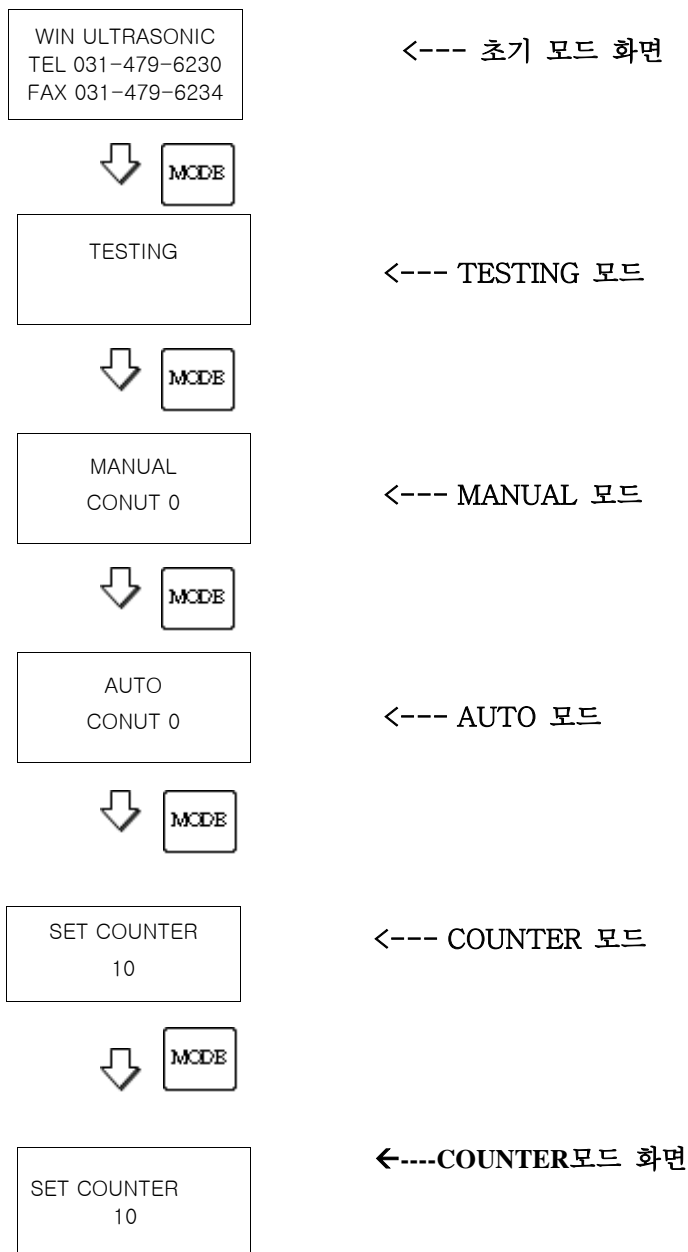 WIN ULTRASONIC
TEL 031-479-6230
FAX 031-479-6234
<--- 초기 모드 화면
MODE
TESTING
<--- TESTING 모드
MODE
MANUAL
CONUT 0
<--- MANUAL 모드
MODE
AUTO
CONUT 0
<--- AUTO 모드
MODE
SET COUNTER
10
<--- COUNTER 모드
MODE
←----COUNTER모드 화면
SET COUNTER
10